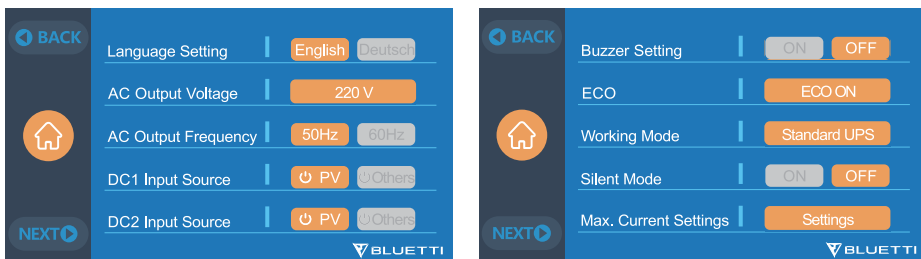 BACK
Language Setting English Deutsch
AC Output Voltage 220 V
AC Output Frequency 50Hz 60Hz
DC1 Input Source PV Others
DC2 Input Source PV Others
NEXT
BLUETTI
BACK
Buzzer Setting ON OFF
ECO ECO ON
Working Mode Standard UPS
Silent Mode ON OFF
Max. Current Settings Settings
NEXT
BLUETTI